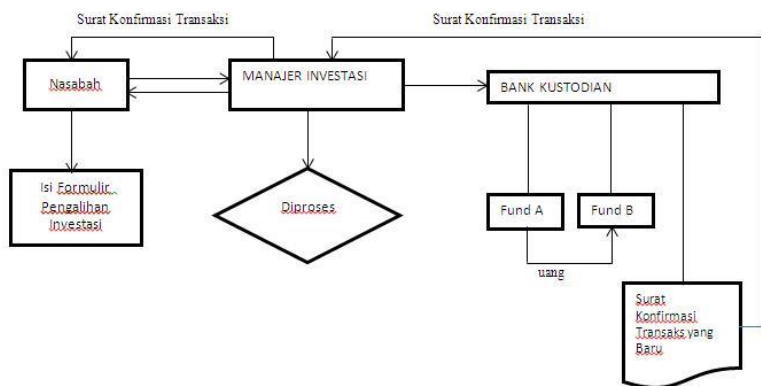 Surat Konfirmasi Transaksi
Surat Konfirmasi Transaksi
Nasabah
MANAJER INVESTASI
BANK KUSTODIAN
Isi Formulir
Pengalihan
Investasi
Diproses
Fund A
Fund B
uang
Surat
Konfirmasi
Transaks yang
Baru